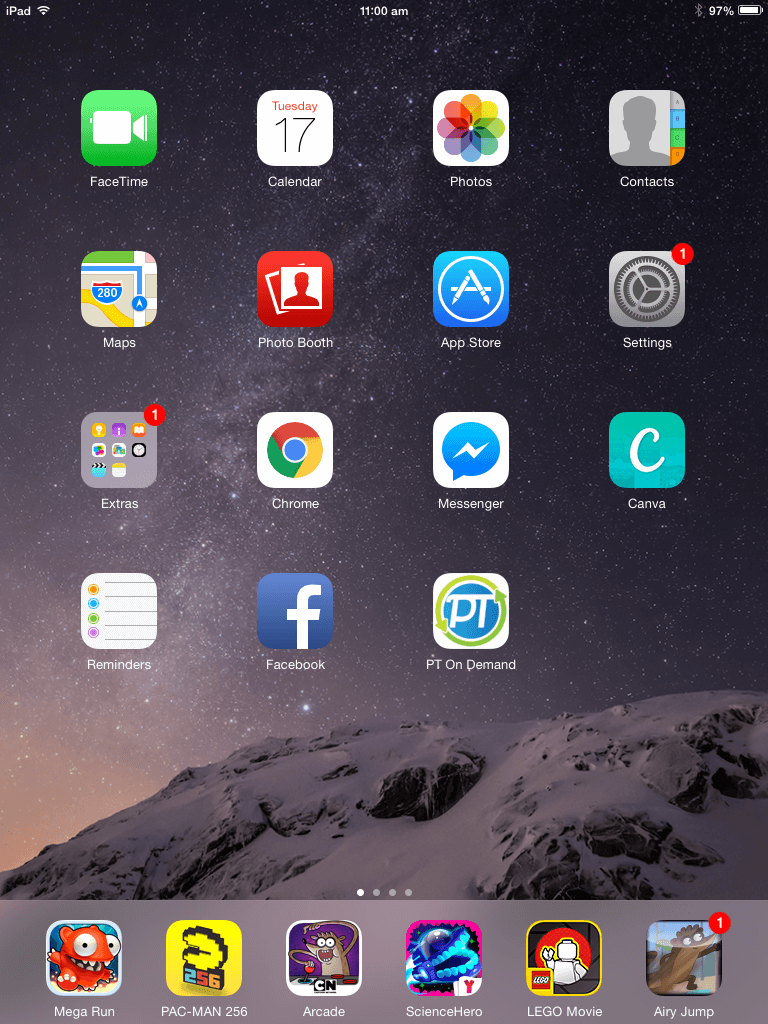 iPad 11:00 am 97%
Tuesday
17
A
B
C
D
FaceTime Calendar Photos Contacts
280
1
Maps Photo Booth App Store Settings
1
C
Extras Chrome Messenger Canva
f PT
Reminders Facebook PT On Demand
1
256
CN
CARTOON NETWORK
Y
LEGO
Mega Run PAC-MAN 256 Arcade ScienceHero LEGO Movie Airy Jump